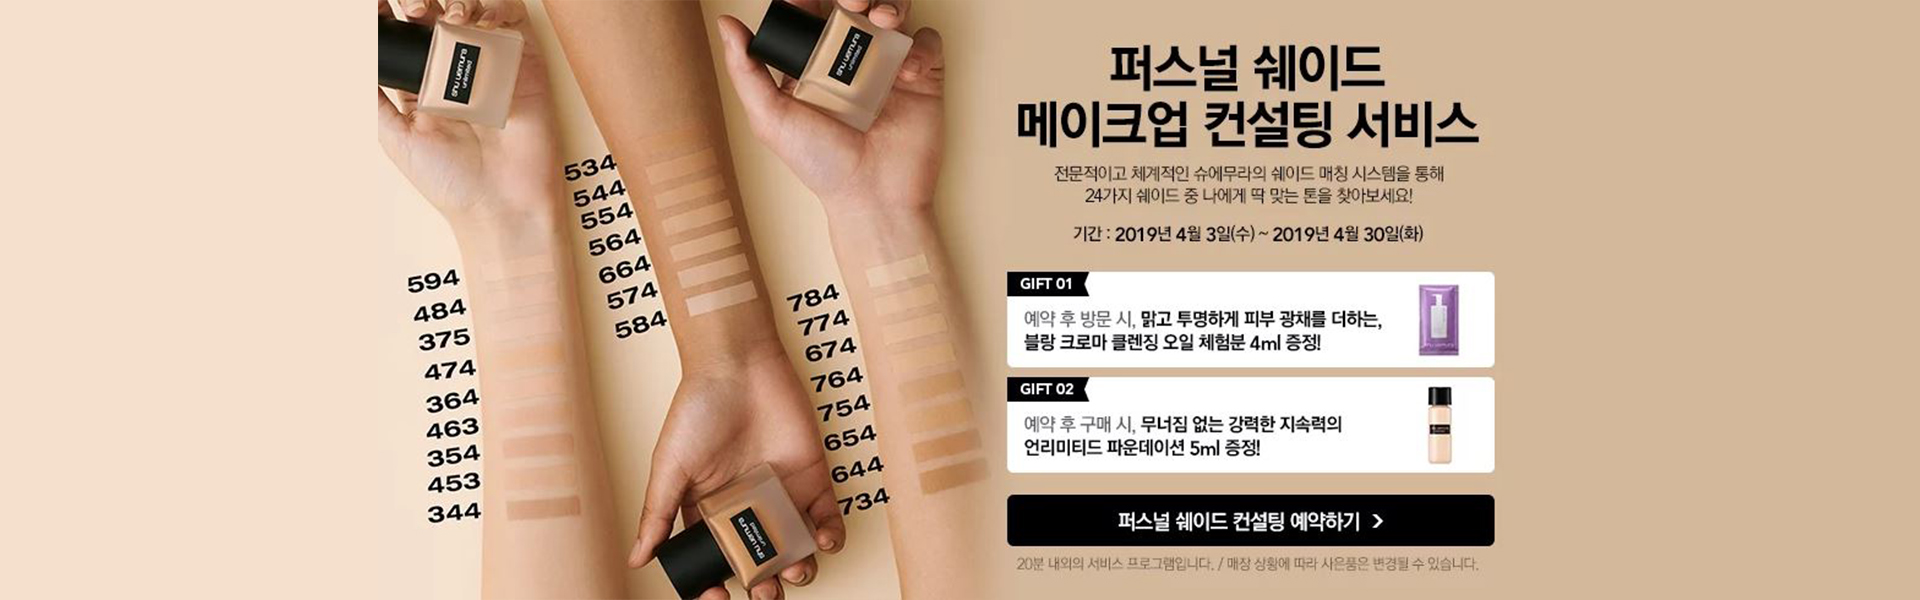 shu uemura
unlimited
shu uemura
unlimited
534
544
554
564
664
574
584
594
484
375
474
364
463
354
453
344
784
774
674
764
754
654
644
734
shu uemura
unlimited
퍼스널 쉐이드
메이크업 컨설팅 서비스
전문적이고 체계적인 슈에무라의 쉐이드 매칭 시스템을 통해
24가지 쉐이드 중 나에게 딱 맞는 톤을 찾아보세요!
기간 : 2019년 4월 3일(수) ~ 2019년 4월 30일(화)
GIFT 01
예약 후 방문 시, 맑고 투명하게 피부 광채를 더하는,
블랑 크로마 클렌징 오일 체험분 4ml 증정!
GIFT 02
예약 후 구매 시, 무너짐 없는 강력한 지속력의
언리미티드 파운데이션 5ml 증정!
퍼스널 쉐이드 컨설팅 예약하기 >
20분 내외의 서비스 프로그램입니다. / 매장 상황에 따라 사은품은 변경될 수 있습니다.